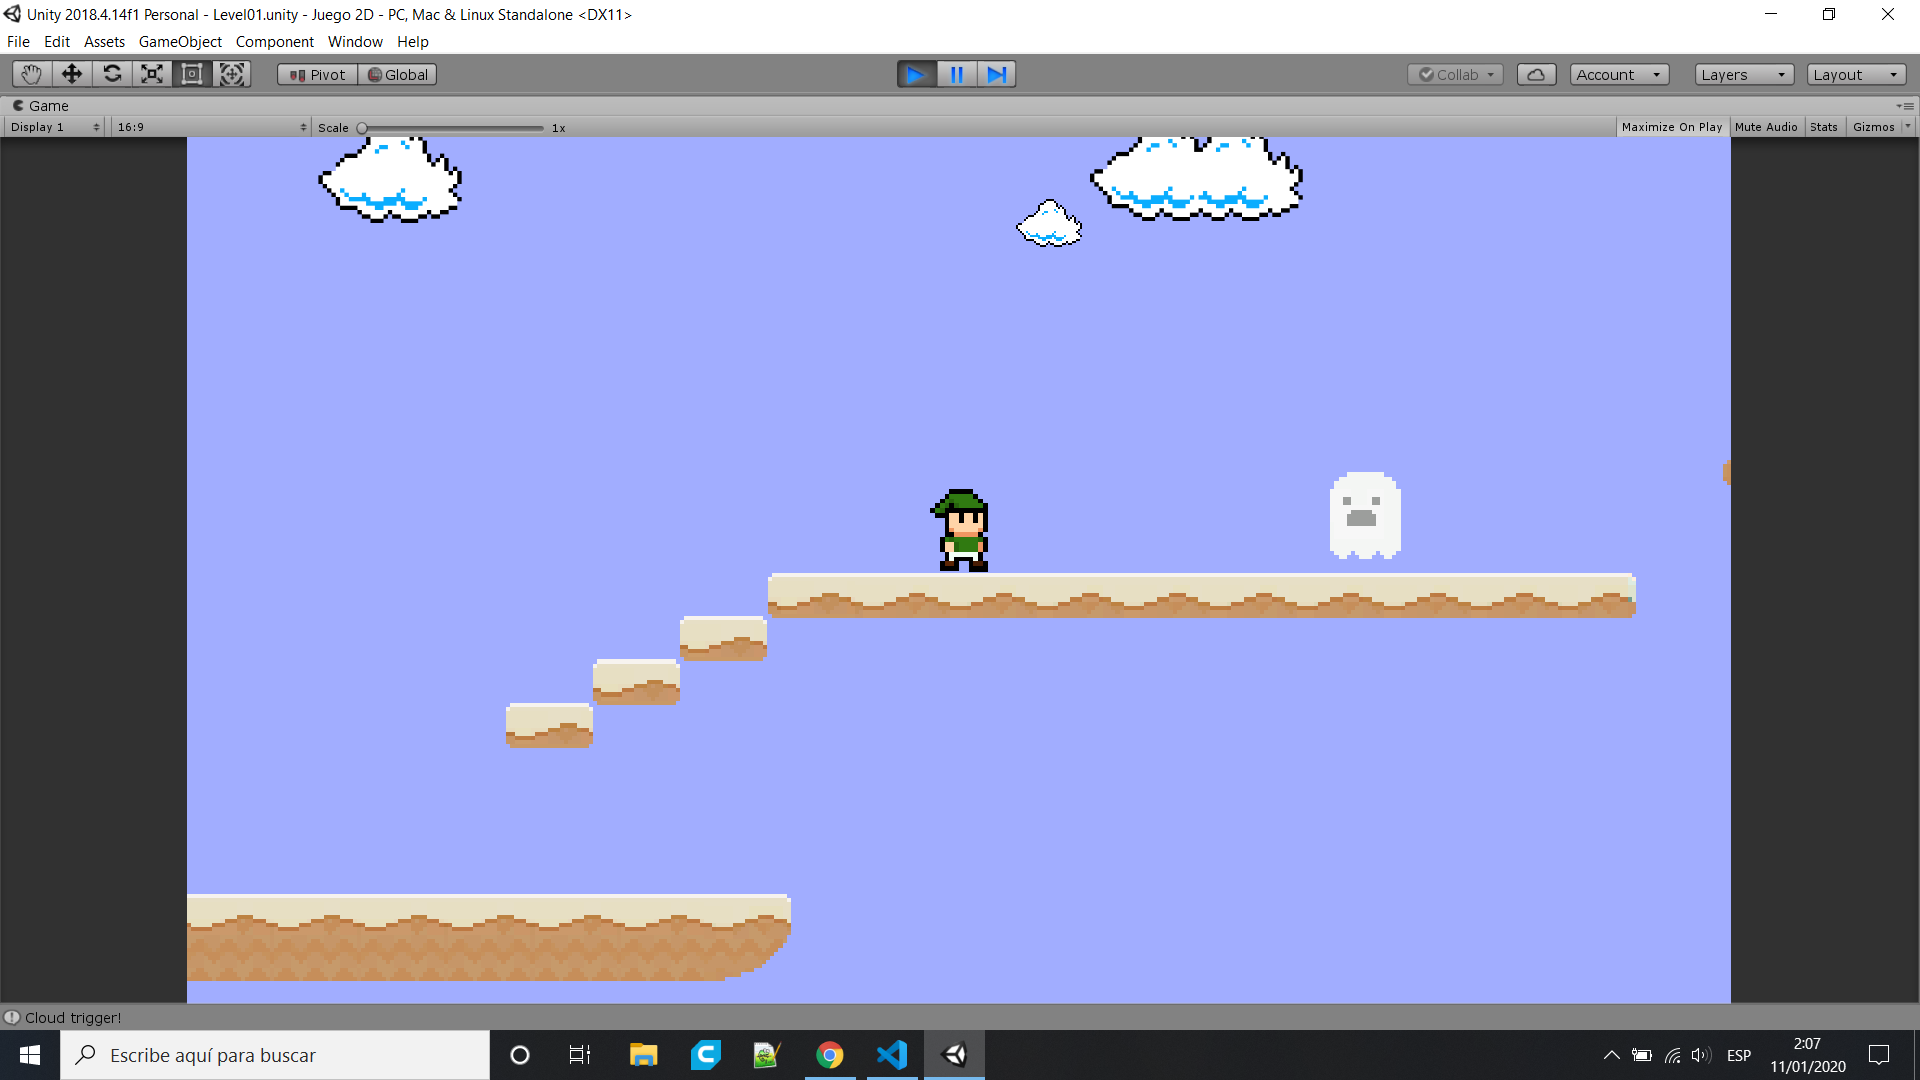 Unity 2018.4.14f1 Personal - Level01.unity - Juego 2D - PC, Mac & Linux Standalone <DX11>
File Edit Assets GameObject Component Window Help
Pivot Global Collab Account Layers Layout
Game
Display 1 16:9 Scale 1x Maximize On Play Mute Audio Stats Gizmos
Cloud trigger!
Escribe aquí para buscar
ESP
2:07
11/01/2020